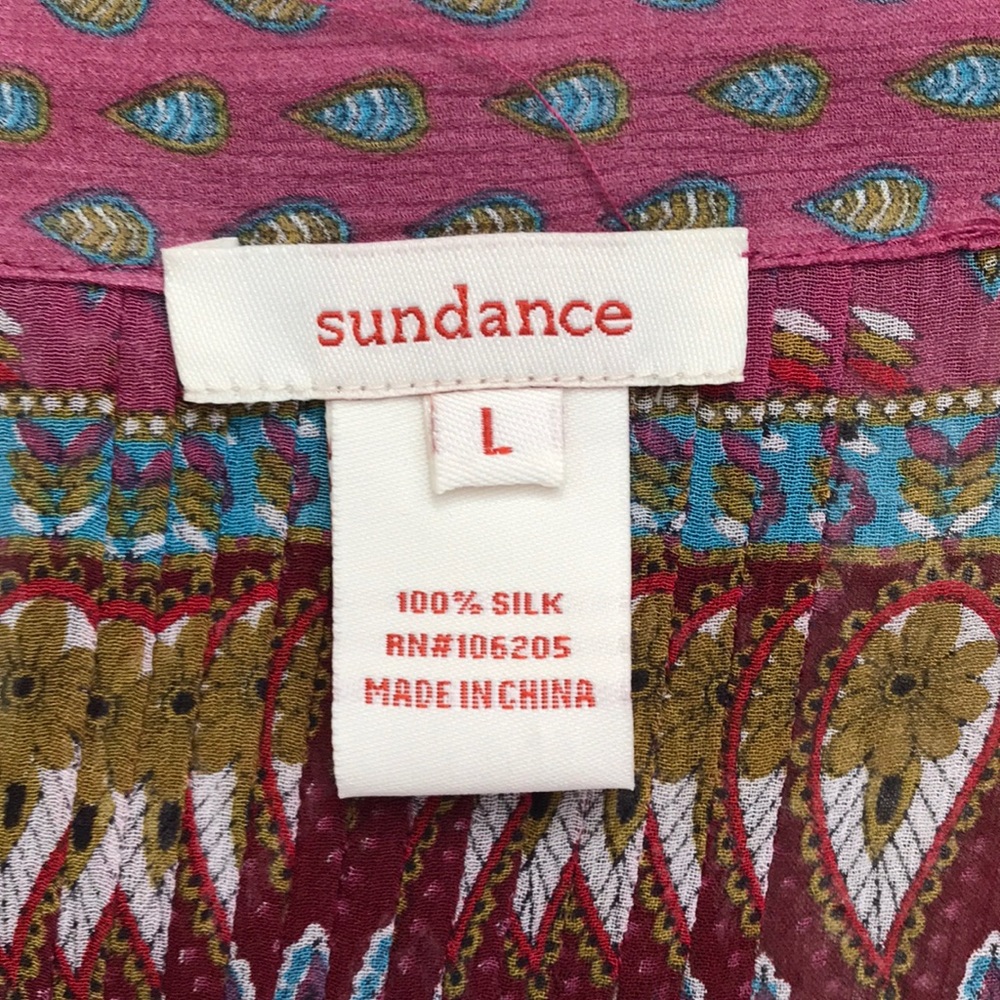 sundance
L
100% SILK
RN#106205
MADE IN CHINA